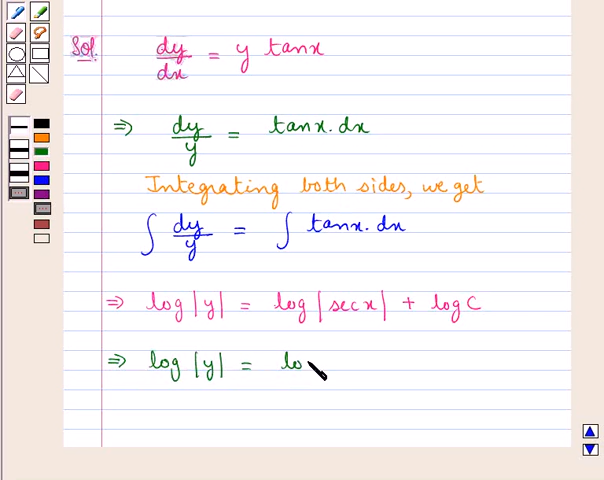 Sol. dy/dx = y tanx
⇒ dy/y = tanx.dx
Integrating both sides, we get
∫ dy/y = ∫ tanx.dx
⇒ log|y| = log|secx| + logC
⇒ log|y| = lo